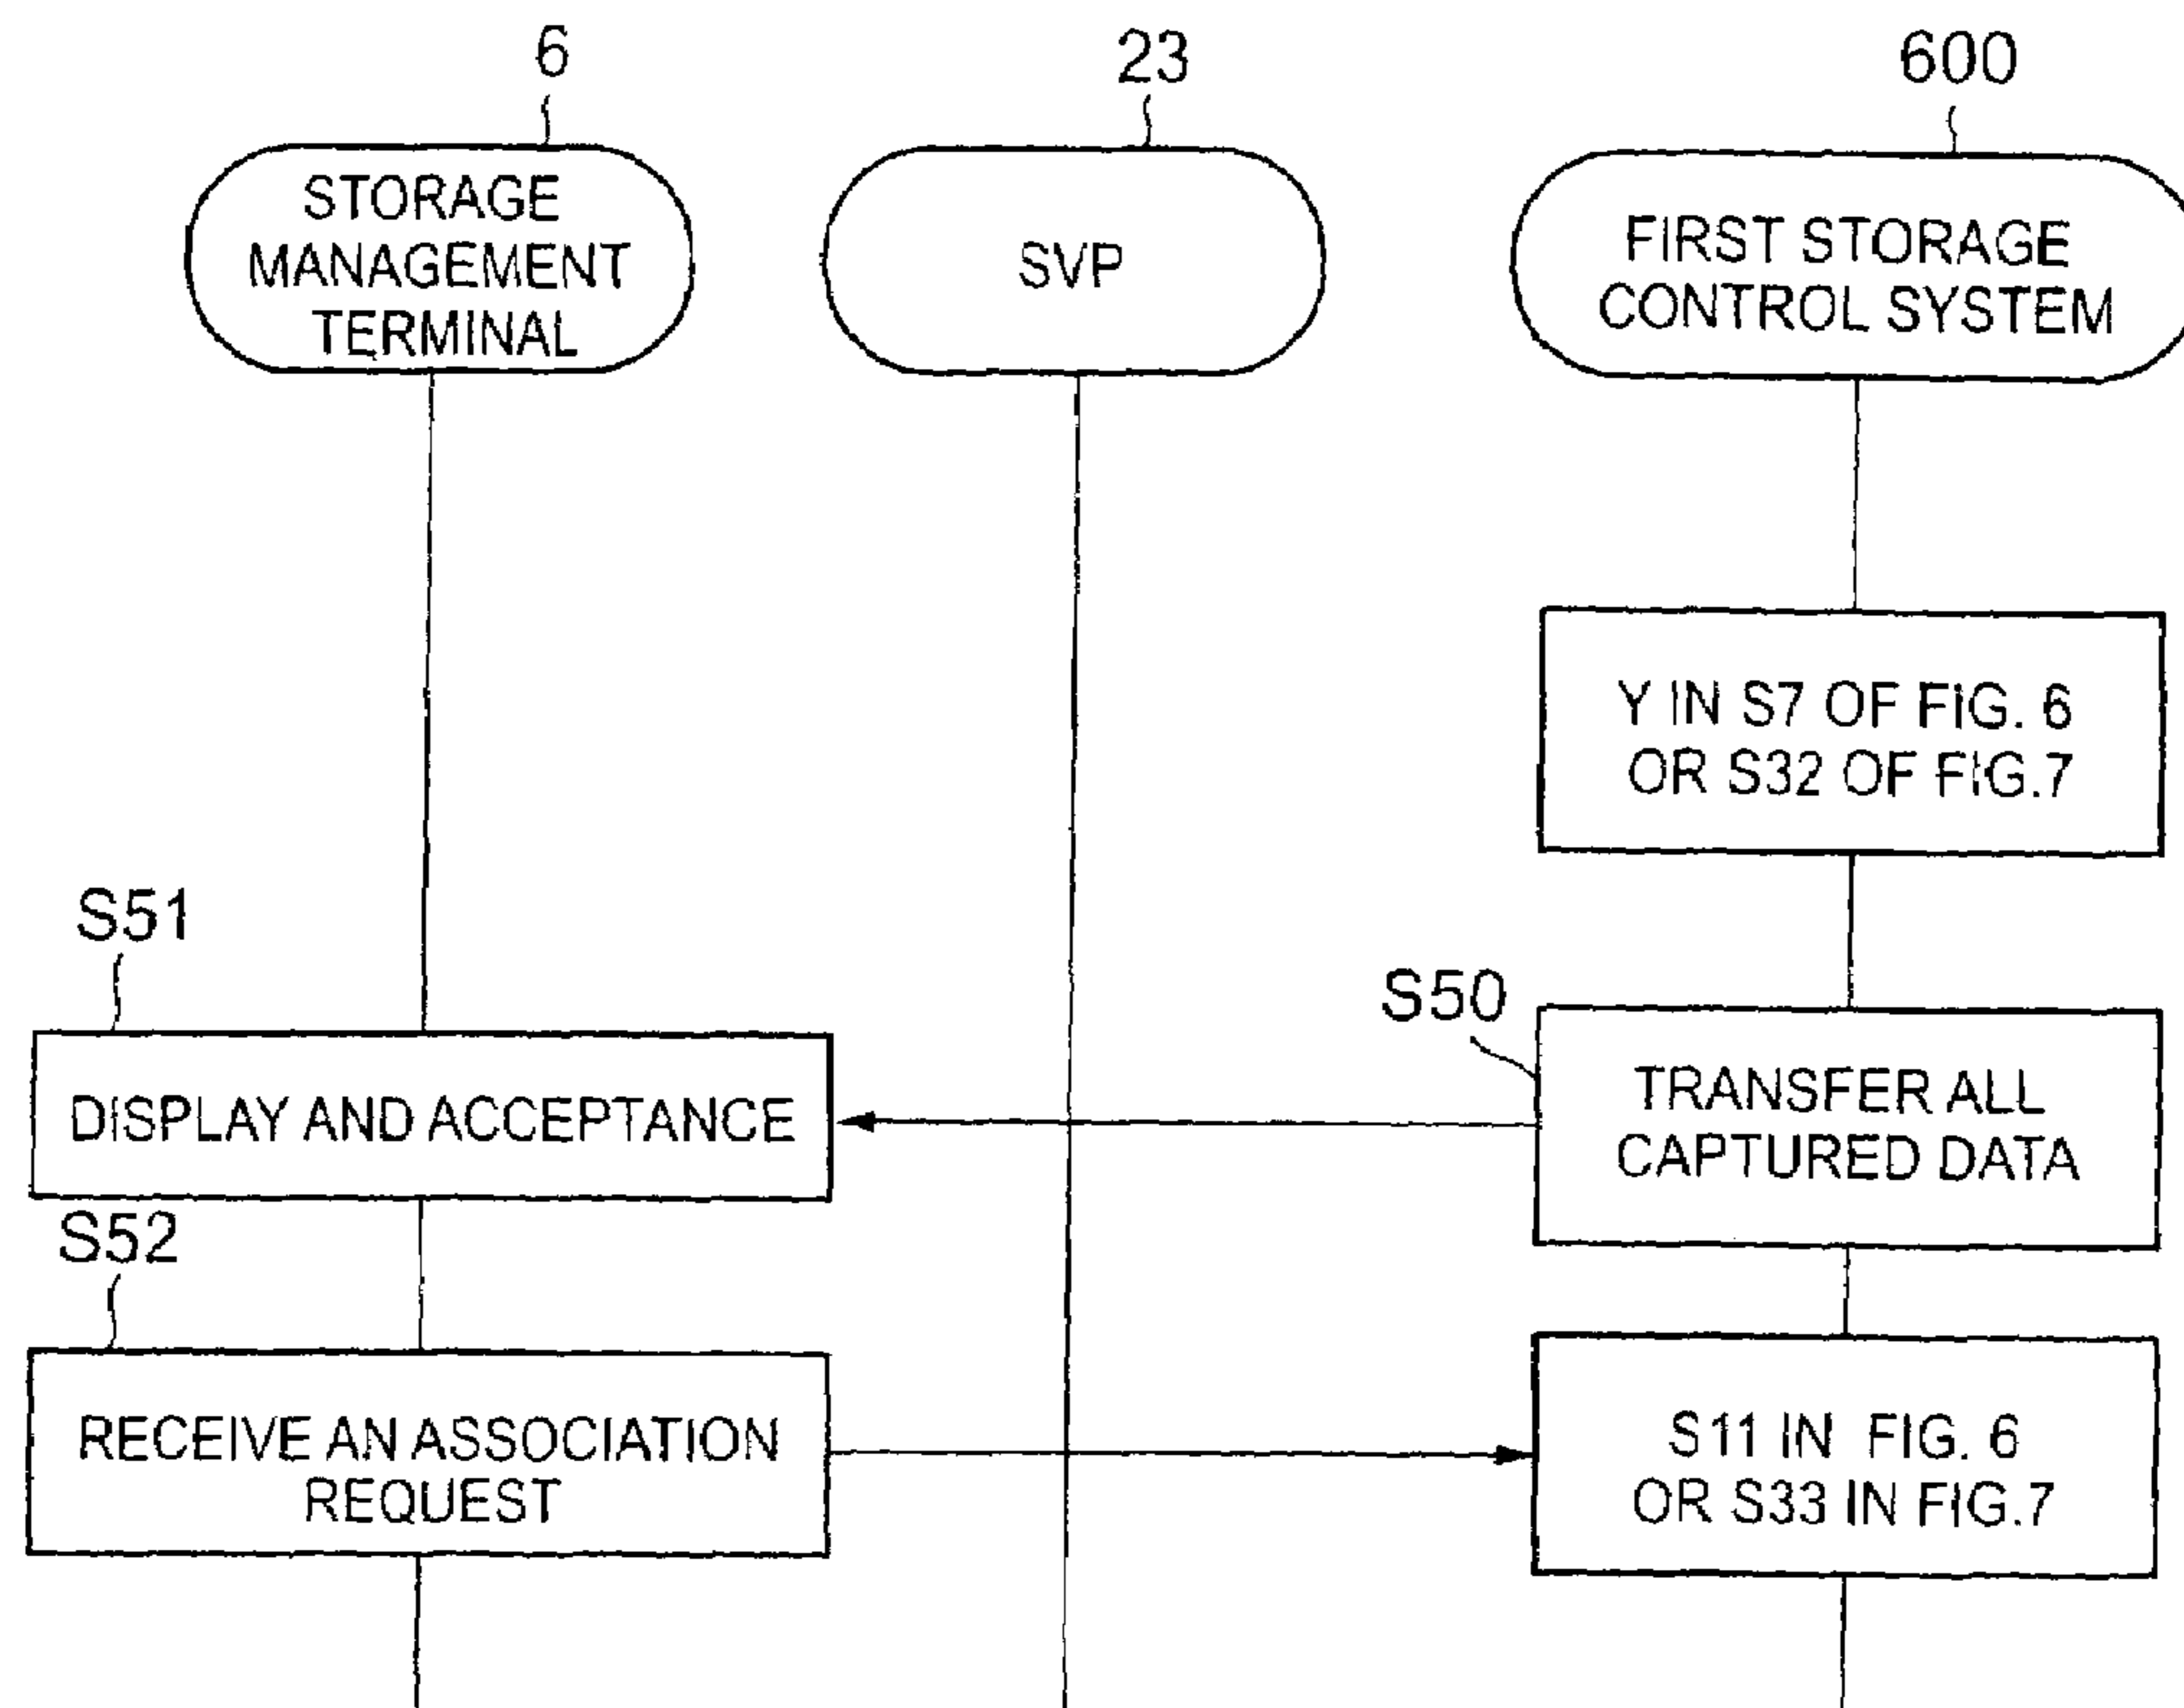 6
23
600
STORAGE
MANAGEMENT
TERMINAL
SVP
FIRST STORAGE
CONTROL SYSTEM
Y IN S7 OF FIG. 6
OR S32 OF FIG.7
S51
S50
DISPLAY AND ACCEPTANCE
TRANSFER ALL
CAPTURED DATA
S52
RECEIVE AN ASSOCIATION
REQUEST
S11 IN FIG. 6
OR S33 IN FIG.7